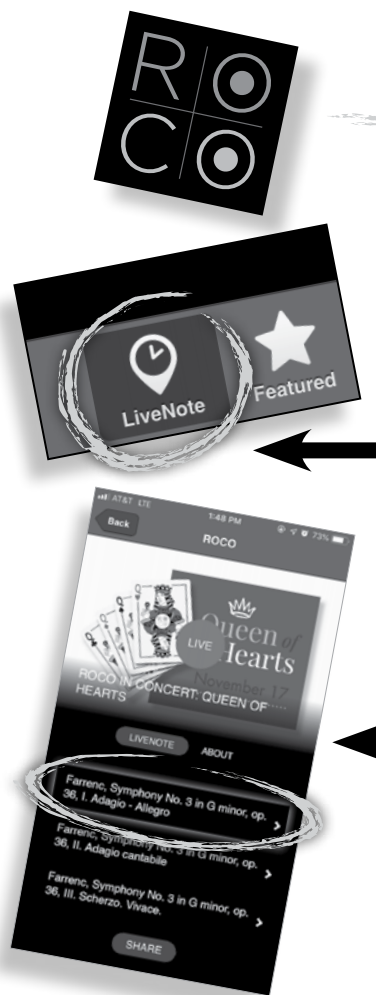 RO
CO
LiveNote
Featured
AT&T LTE
1:48 PM
73%
Back
ROCO
Queen of
Hearts
LIVE
November 17
ROCO IN CONCERT: QUEEN OF
HEARTS
LIVENOTE
ABOUT
Farrenc, Symphony No. 3 in G minor, op.
36, I. Adagio - Allegro
Farrenc, Symphony No. 3 in G minor, op.
36, II. Adagio cantabile
Farrenc, Symphony No. 3 in G minor, op.
36, III. Scherzo. Vivace.
SHARE